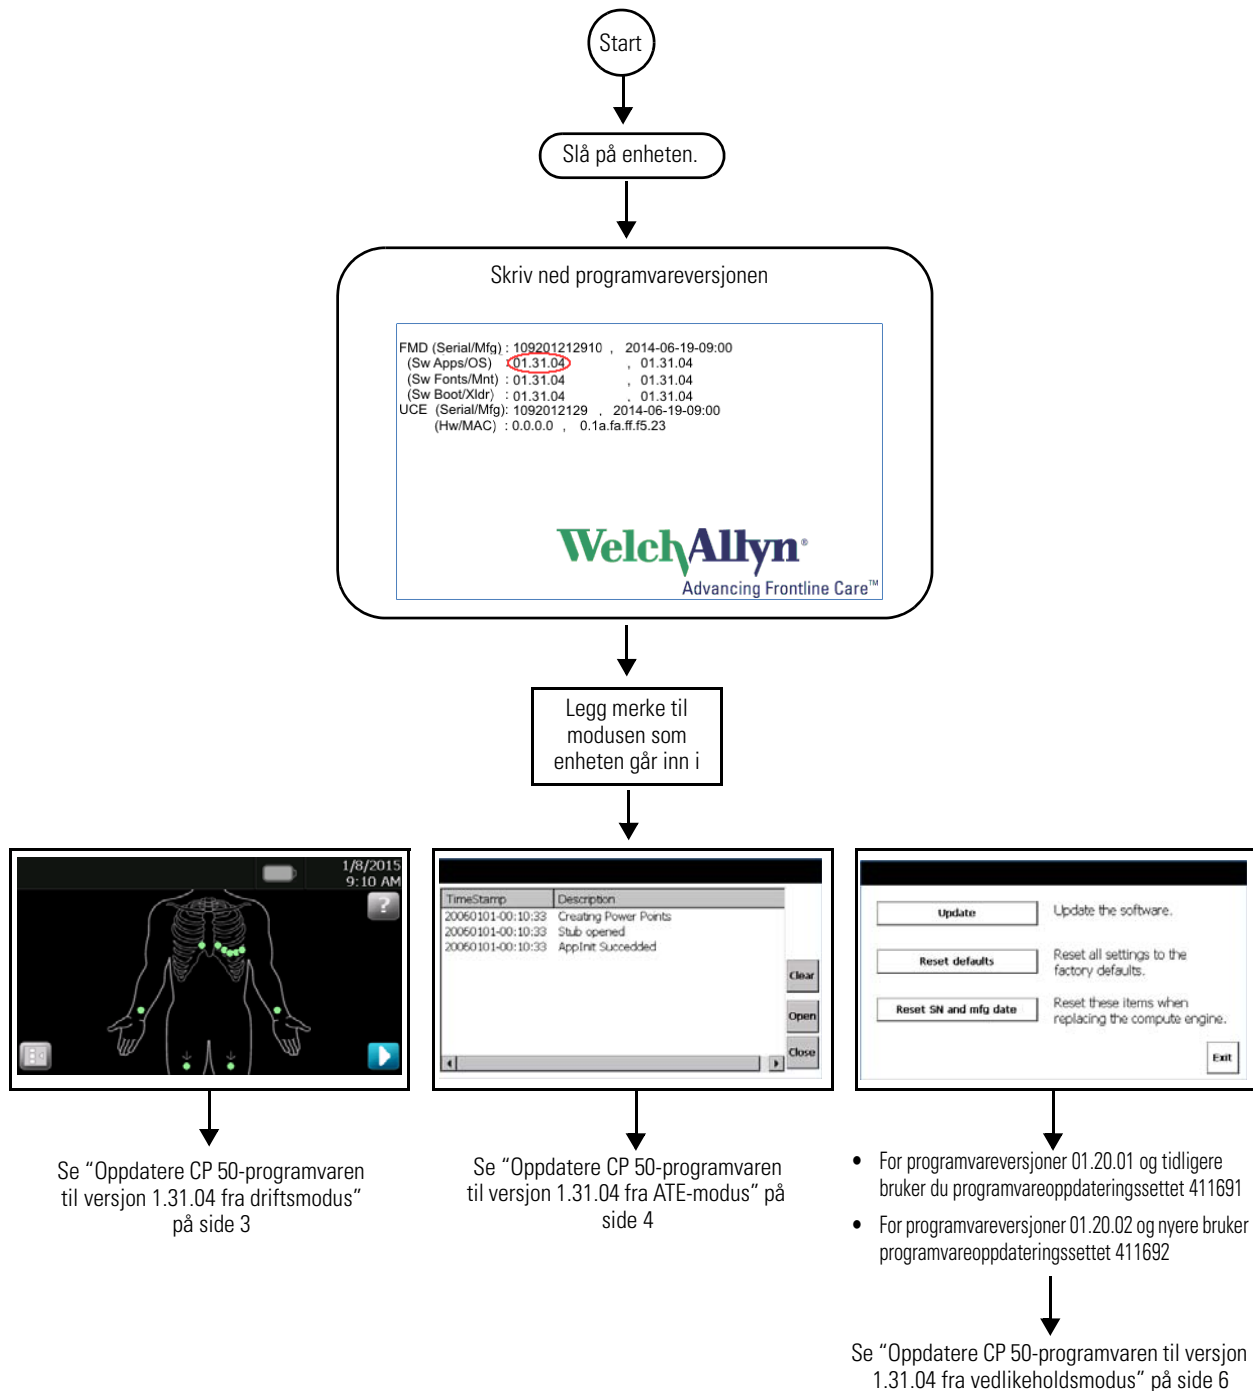 Start
Slå på enheten.
Skriv ned programvareversjonen
FMD (Serial/Mfg) : 109201212910 , 2014-06-19-09:00
(Sw Apps/OS) : 01.31.04 , 01.31.04
(Sw Fonts/Mnt) : 01.31.04 , 01.31.04
(Sw Boot/Xldr) : 01.31.04 , 01.31.04
UCE (Serial/Mfg): 1092012129 , 2014-06-19-09:00
(Hw/MAC) : 0.0.0.0 , 0.1a.fa.ff.f5.23
WelchAllyn®
Advancing Frontline Care™
Legg merke til
modusen som
enheten går inn i
1/8/2015
9:10 AM
?
Se “Oppdatere CP 50-programvaren
til versjon 1.31.04 fra driftsmodus”
på side 3
TimeStamp Description
20060101-00:10:33 Creating Power Points
20060101-00:10:33 Stub opened
20060101-00:10:33 AppInit Succedded
Clear
Open
Close
Se “Oppdatere CP 50-programvaren
til versjon 1.31.04 fra ATE-modus” på
side 4
Update Update the software.
Reset defaults Reset all settings to the
factory defaults.
Reset SN and mfg date Reset these items when
replacing the compute engine.
Exit
• For programvareversjoner 01.20.01 og tidligere
bruker du programvareoppdateringssettet 411691
• For programvareversjoner 01.20.02 og nyere bruker
programvareoppdateringssettet 411692
Se “Oppdatere CP 50-programvaren til versjon
1.31.04 fra vedlikeholdsmodus” på side 6